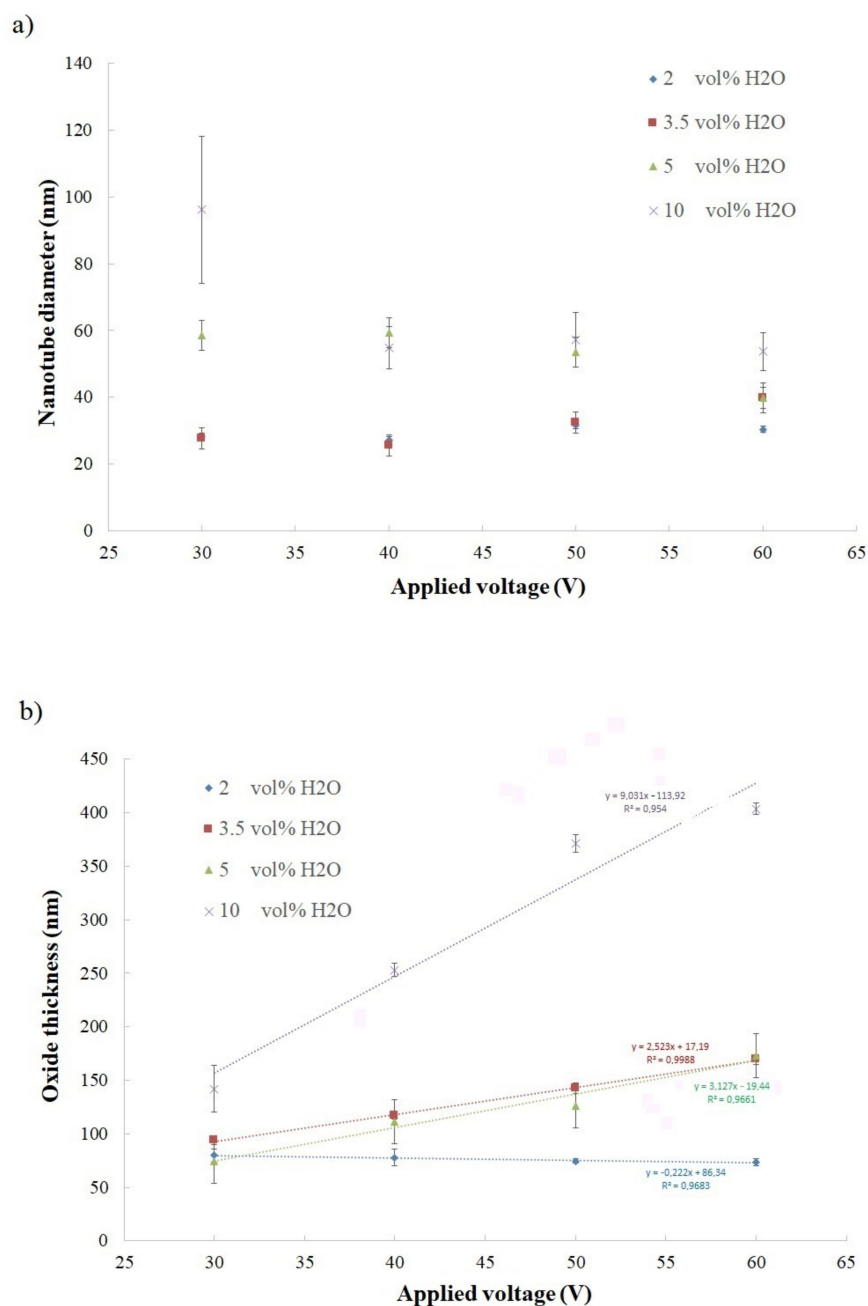 a)
140
120
100
80
60
40
20
0
25 30 35 40 45 50 55 60 65
Nanotube diameter (nm)
Applied voltage (V)
2 vol% H2O
3.5 vol% H2O
5 vol% H2O
10 vol% H2O
b)
450
400
350
300
250
200
150
100
50
0
25 30 35 40 45 50 55 60 65
Oxide thickness (nm)
Applied voltage (V)
2 vol% H2O
3.5 vol% H2O
5 vol% H2O
10 vol% H2O
y = 9,031x – 113,92
R² = 0,954
y = 2,523x + 17,19
R² = 0,9988
y = 3,127x – 19,44
R² = 0,9661
y = -0,222x + 86,34
R² = 0,9683